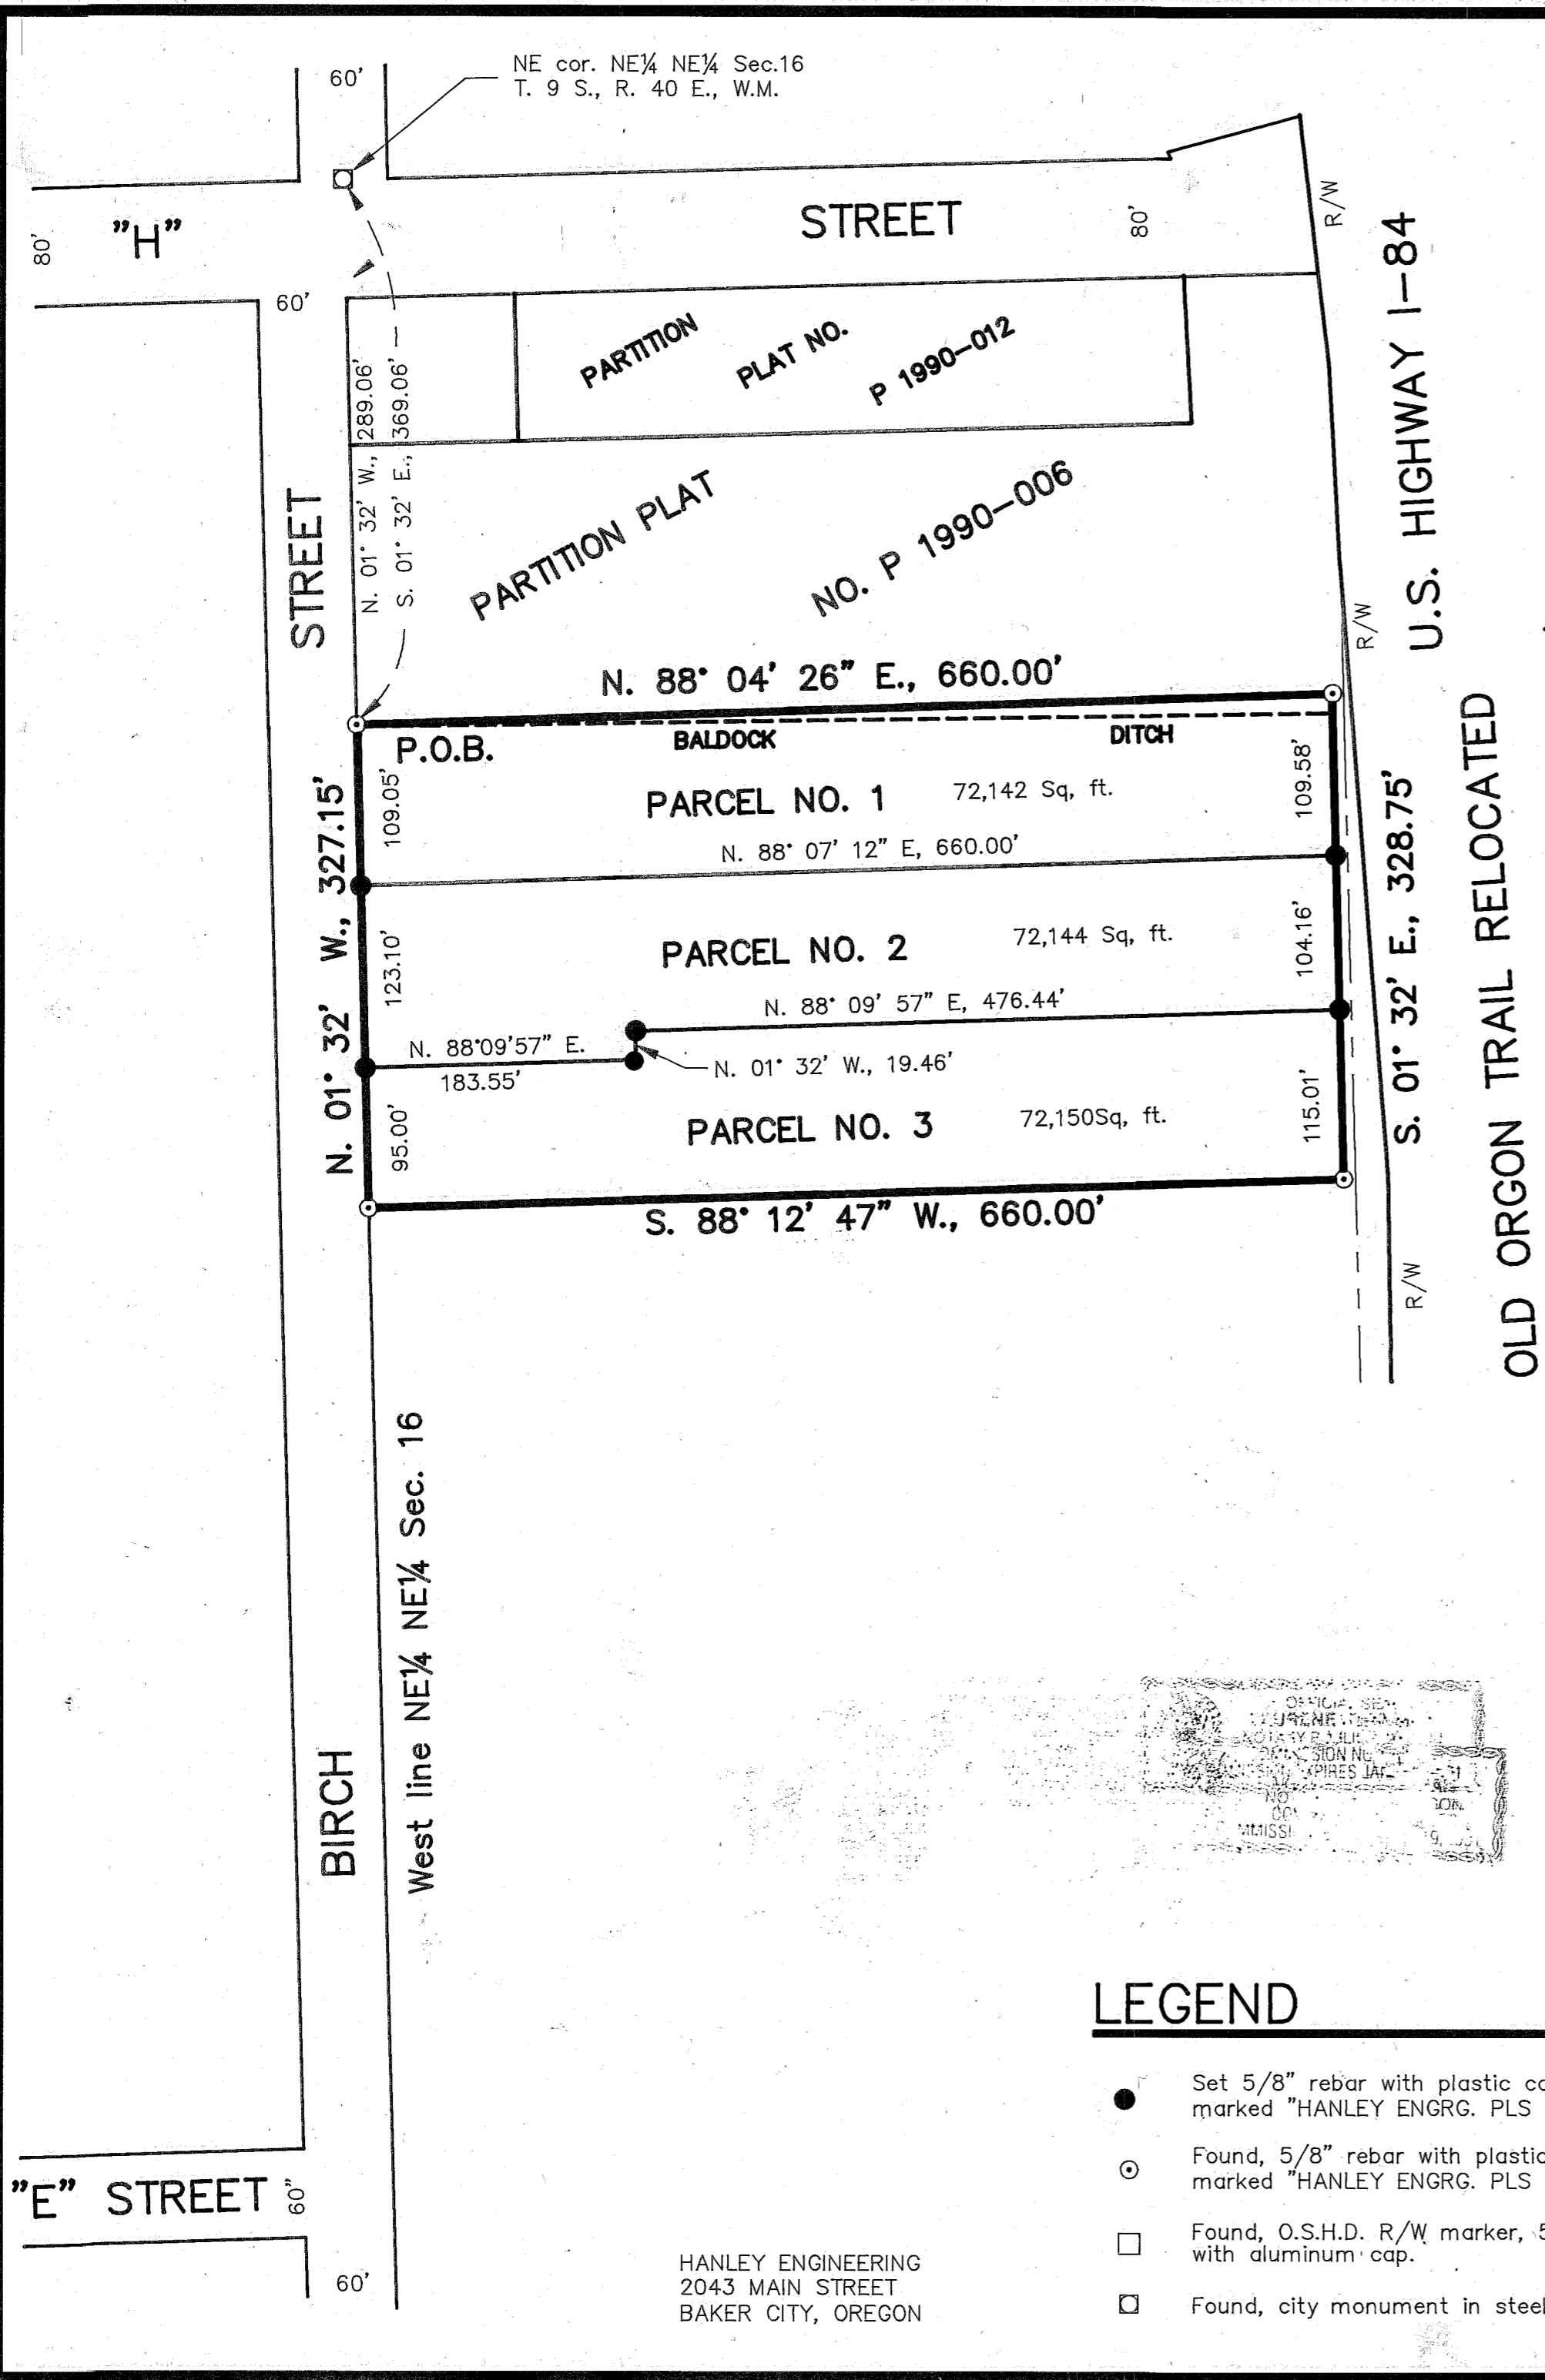 60'
NE cor. NE¼ NE¼ Sec.16
T. 9 S., R. 40 E., W.M.
80'
"H"
STREET
80'
R/W
60'
PARTITION PLAT NO. P 1990-012
N. 01° 32' W., 289.06'
S. 01° 32' E., 369.06'
PARTITION PLAT NO. P 1990-006
STREET
U.S. HIGHWAY I-84
R/W
N. 88° 04' 26" E., 660.00'
P.O.B.
BALDOCK DITCH
109.05'
PARCEL NO. 1
72,142 Sq, ft.
109.58'
N. 88° 07' 12" E, 660.00'
N. 01° 32' W., 327.15'
123.10'
PARCEL NO. 2
72,144 Sq, ft.
104.16'
S. 01° 32' E., 328.75'
OLD ORGON TRAIL RELOCATED
N. 88° 09' 57" E, 476.44'
N. 88°09'57" E.
183.55'
N. 01° 32' W., 19.46'
95.00'
PARCEL NO. 3
72,150Sq, ft.
115.01'
S. 88° 12' 47" W., 660.00'
R/W
West line NE¼ NE¼ Sec. 16
BIRCH
LEGEND
Set 5/8" rebar with plastic
marked "HANLEY ENGRG. PLS
Found, 5/8" rebar with plastic
marked "HANLEY ENGRG. PLS
Found, O.S.H.D. R/W marker,
with aluminum cap.
Found, city monument in steel
"E" STREET
60"
60'
HANLEY ENGINEERING
2043 MAIN STREET
BAKER CITY, OREGON